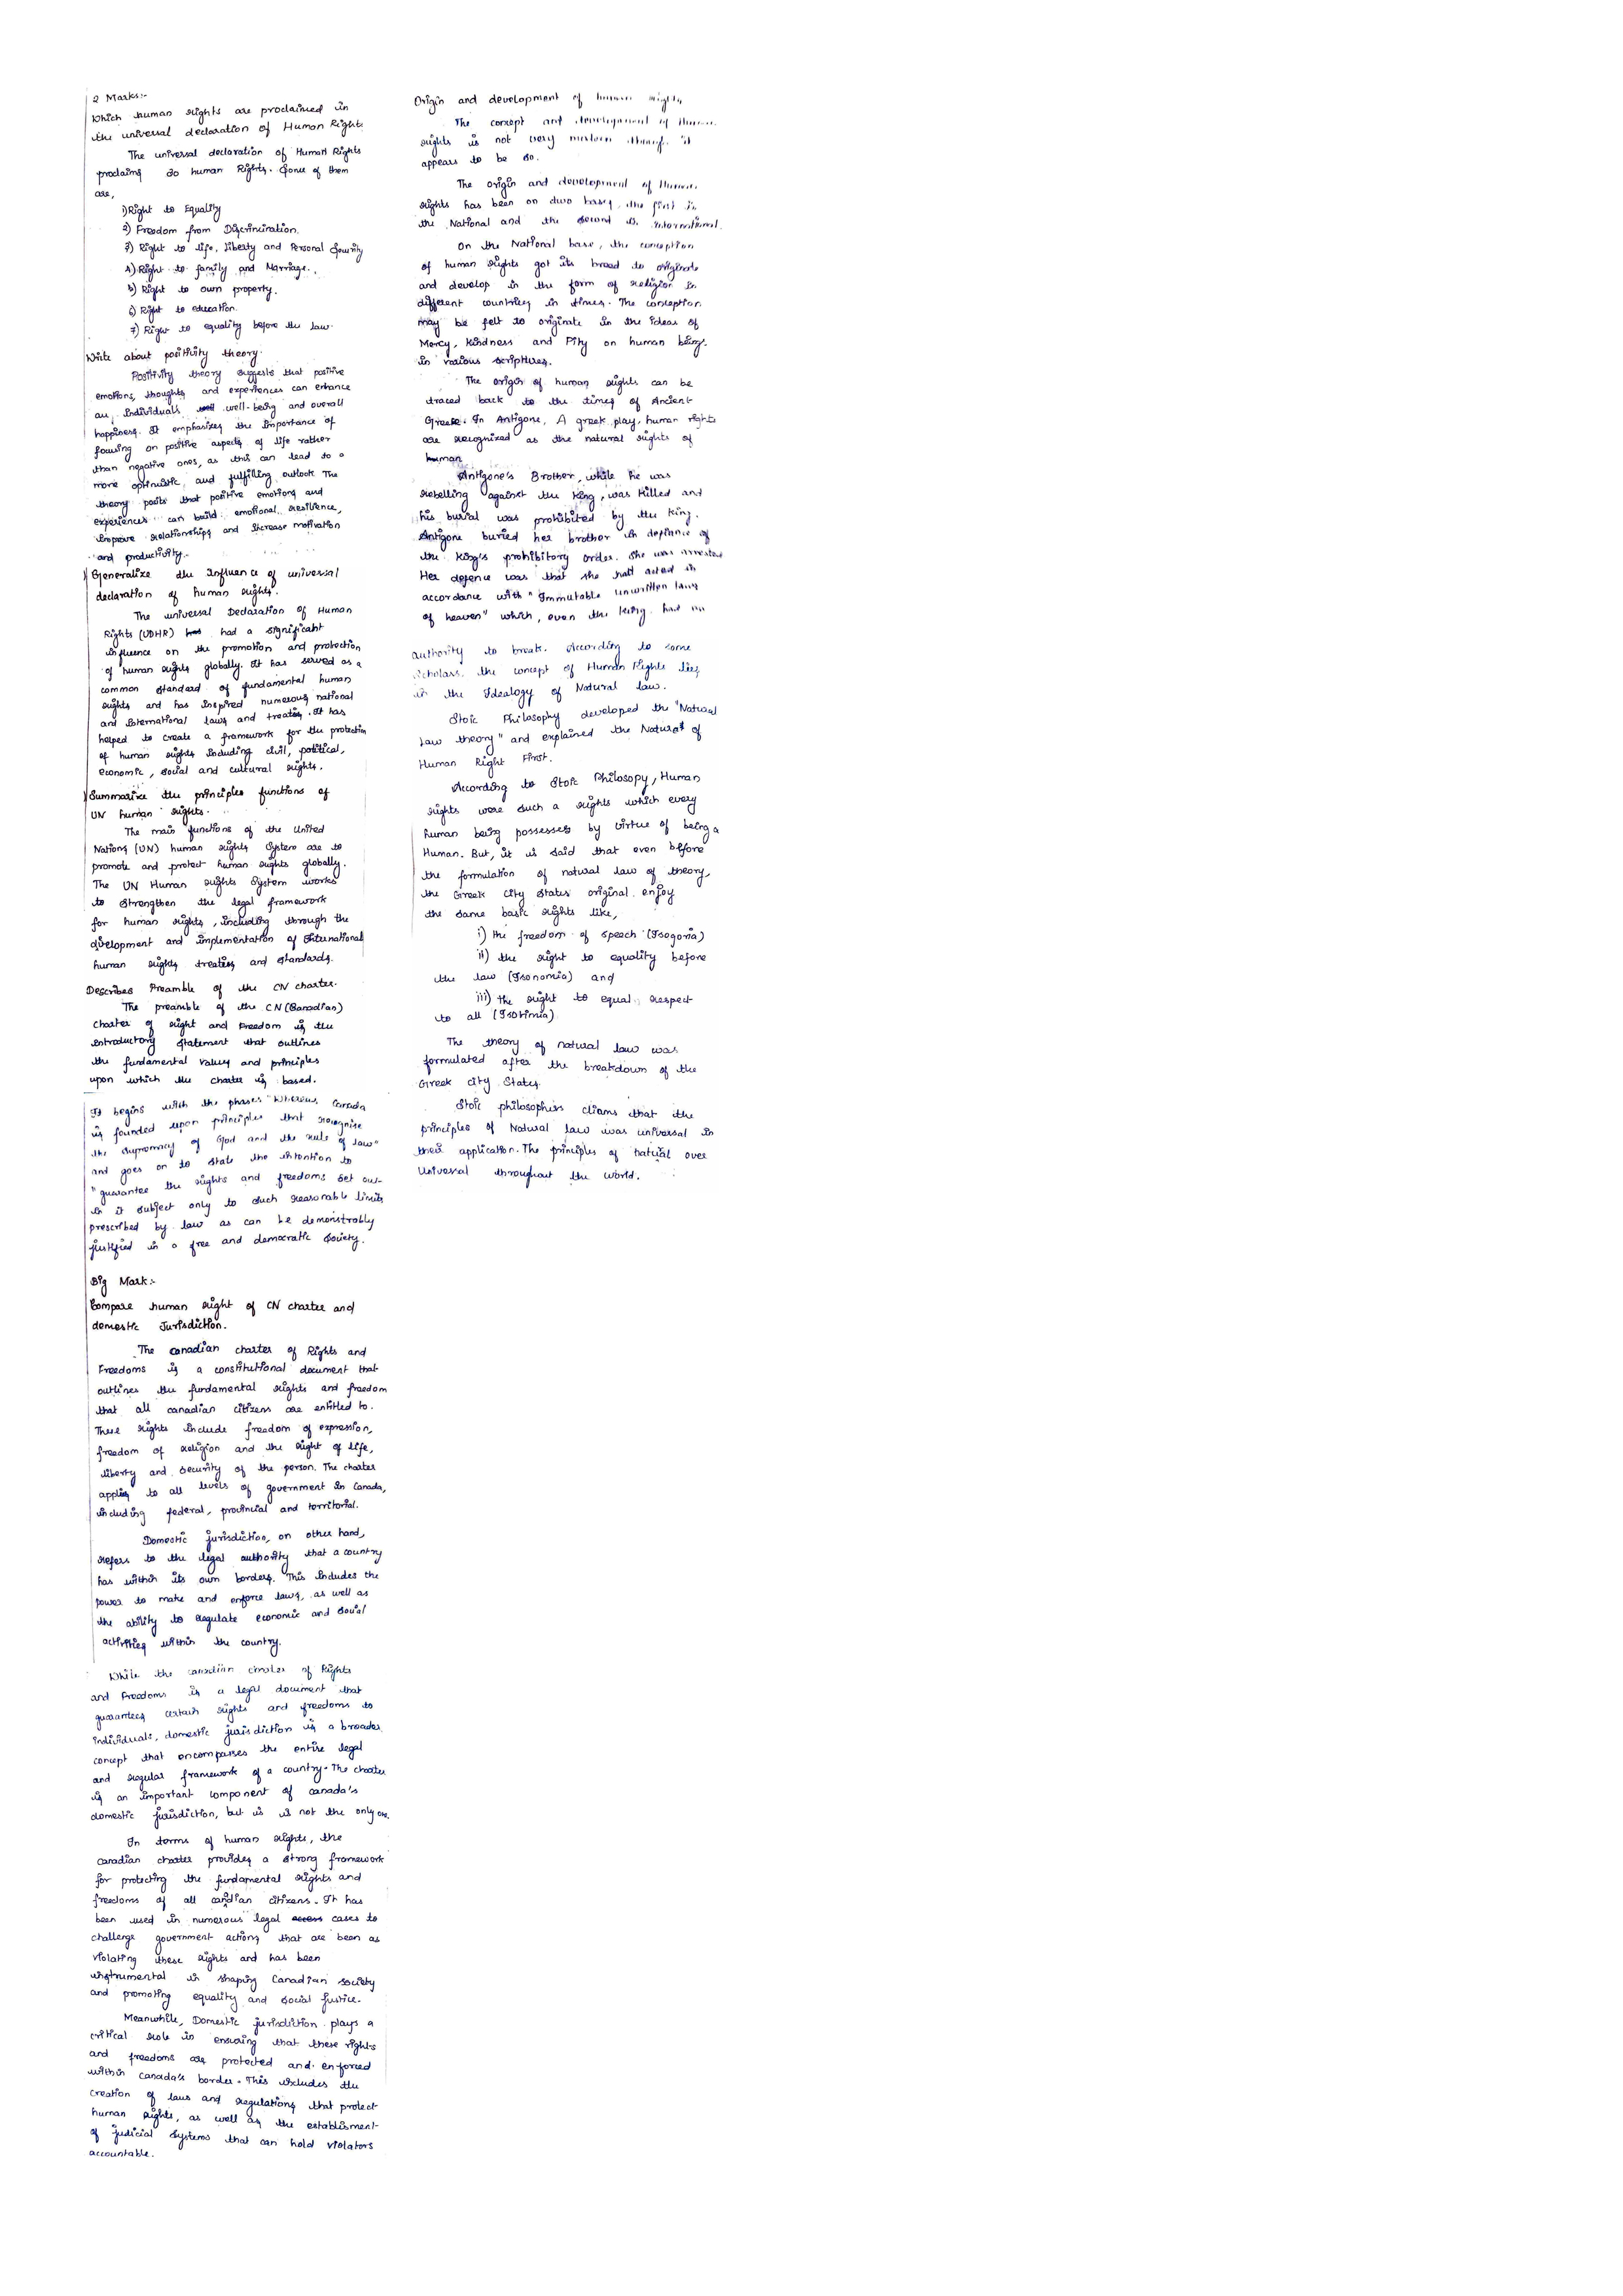 2 Marks:-
Which human rights are proclaimed in
the universal declaration of Human Rights
The universal declaration of Human Rights
proclaims 30 human Rights. Some of them
are,
1) Right to Equality
2) Freedom from Discrimination.
3) Right to life, liberty and Personal Security
4) Right to family and Marriage.
5) Right to own property.
6) Right to education.
7) Right to equality before the law.
Write about positivity theory.
Positivity theory suggests that positive
emotions, thoughts and experiences can enhance
an individuals well-being and overall
happiness. It emphasizes the importance of
focusing on positive aspects of life rather
than negative ones, as this can lead to a
more optimistic and fulfilling outlook. The
theory posits that positive emotions and
experiences can build emotional resilience,
improve relationships and increase motivation
and productivity.
Generalize the Influence of universal
declaration of human rights.
The universal Declaration of Human
Rights (UDHR) had a significant
influence on the promotion and protection
of human rights globally. It has served as a
common standard of fundamental human
rights and has inspired numerous national
and International laws and treaties. It has
helped to create a framework for the protection
of human rights including civil, political,
economic, social and cultural rights.
Summarize the principles functions of
UN human rights.
The main functions of the United
Nations (UN) human rights System are to
promote and protect human rights globally.
The UN Human rights System works
to strengthen the legal framework
for human rights, including through the
development and implementation of International
human rights treaties and standards.
Describes Preamble of the CN charter.
The preamble of the CN (Canadian)
charter of right and Freedom is the
introductory statement that outlines
the fundamental values and principles
upon which the charter is based.
It begins with the phases "Whereas Canada
is founded upon principles that recognise
the supremacy of God and the rule of law"
and goes on to state the intention to
"guarantee the rights and freedoms set out
in it subject only to such reasonable limits
prescribed by law as can be demonstrably
justified in a free and democratic society.
Big Mark:-
Compare human right of CN charter and
domestic Jurisdiction.
The Canadian charter of Rights and
Freedoms is a constitutional document that
outlines the fundamental rights and freedom
that all canadian citizens are entitled to.
These rights include freedom of expression,
freedom of religion and the right of life,
liberty and security of the person. The charter
applies to all levels of government in Canada,
including federal, provincial and territorial.
Domestic jurisdiction, on other hand,
refers to the legal authority that a country
has within its own borders. This includes the
power to make and enforce laws, as well as
the ability to regulate economic and social
activities within the country.
While the canadian charter of Rights
and Freedoms is a legal document that
guarantees certain rights and freedoms to
individuals, domestic jurisdiction is a broader
concept that encompasses the entire legal
and regular framework of a country. The charter
is an important component of canada's
domestic jurisdiction, but is is not the only one.
In terms of human rights, the
canadian charter provides a strong framework
for protecting the fundamental rights and
freedoms of all candian citizens. It has
been used in numerous legal cases to
challenge government actions that are been as
violating these rights and has been
instrumental in shaping Canadian society
and promoting equality and social justice.
Meanwhile, Domestic jurisdiction plays a
critical role in ensuring that these rights
and freedoms are protected and enforced
within Canada's border. This includes the
creation of laws and regulations that protect
human rights, as well as the establisment
of judicial systems that can hold violators
accountable.
Origin and development of human rights
The concept and development of Human
rights is not very modern though it
appears to be so.
The origin and development of Human
rights has been on two bases, the first is
the National and the second is International.
On the National base, the conception
of human rights got its broad to originate
and develop in the form of religion in
different countries in times. The conception
may be felt to originate in the ideas of
Mercy, Kindness and Pity on human being.
in various scriptures.
The origin of human rights can be
traced back to the times of Ancient
Greek. In Antigone, A greek play, human rights
are recognized as the natural rights of
human
Antigone's Brother, while he was
rebelling against the King, was killed and
his burial was prohibited by the King.
Antigone buried her brother in defiance of
the King's prohibitory order. She was arrested
Her defence was that she had acted in
accordance with "Immutable unwritten laws
of heaven" which, even the king had no
authority to break. According to some
Scholars, the concept of Human Rights lies
in the Idealogy of Natural law.
Stoic Philosophy developed the "Natural
law theory" and explained the Nature of
Human Right First.
According to Stoic Philosopy, Human
rights were such a rights which every
human being possesses by virtue of being a
Human. But, it is said that even before
the formulation of natural law of theory,
the Greek city states original enjoy
the same basic rights like,
i) the freedom of speech (Isogoria)
ii) the right to equality before
the law (Isonomia) and
iii) the right to equal respect
to all (Isotimia)
The theory of natural law was
formulated after the breakdown of the
Greek city States.
Stoic philosophers cliams that the
principles of Natural law was universal in
their application. The principles of natural over
Universal throughout the world.